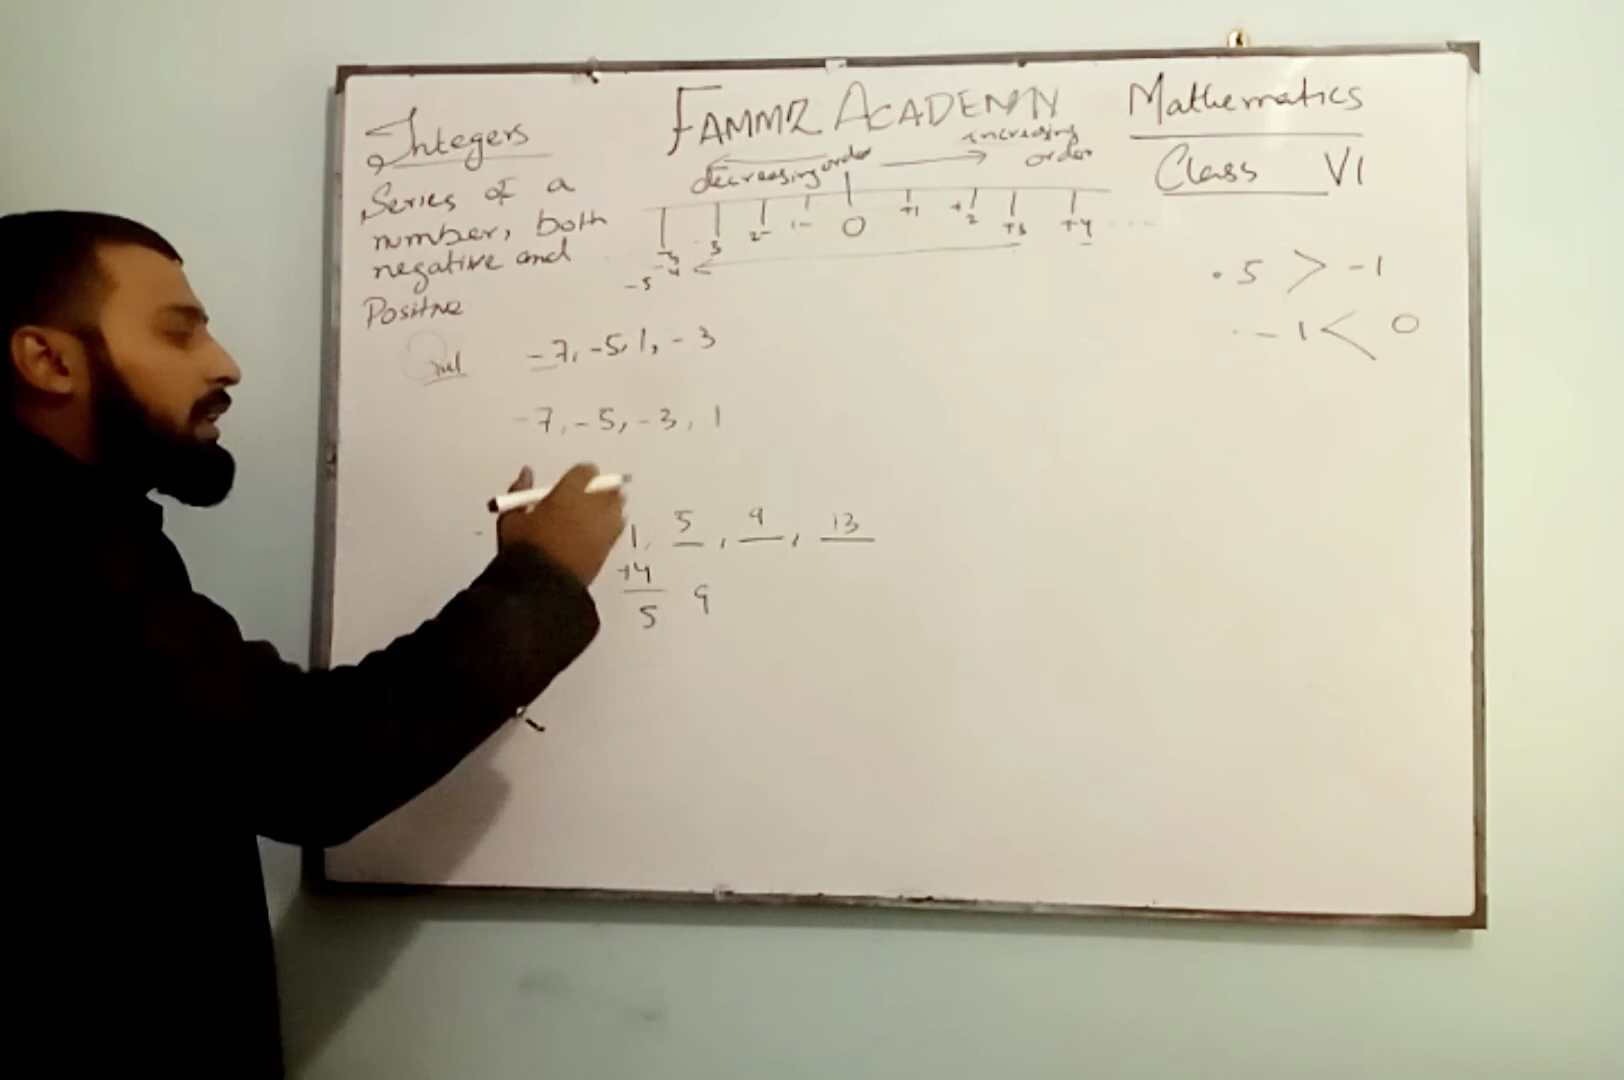 FAMMZ ACADEMY
Mathematics
Class VI
Integers
Series of a
number, both
negative and
Positive
decreasing order
increasing
order
3 2- 1- 0 +1 +2 +3 +4 ....
-4
-5
. 5 > -1
- 1 < 0
-7, -5, 1, -3
-7, -5, -3, 1
1, 5, 9, 13
+4
5 9